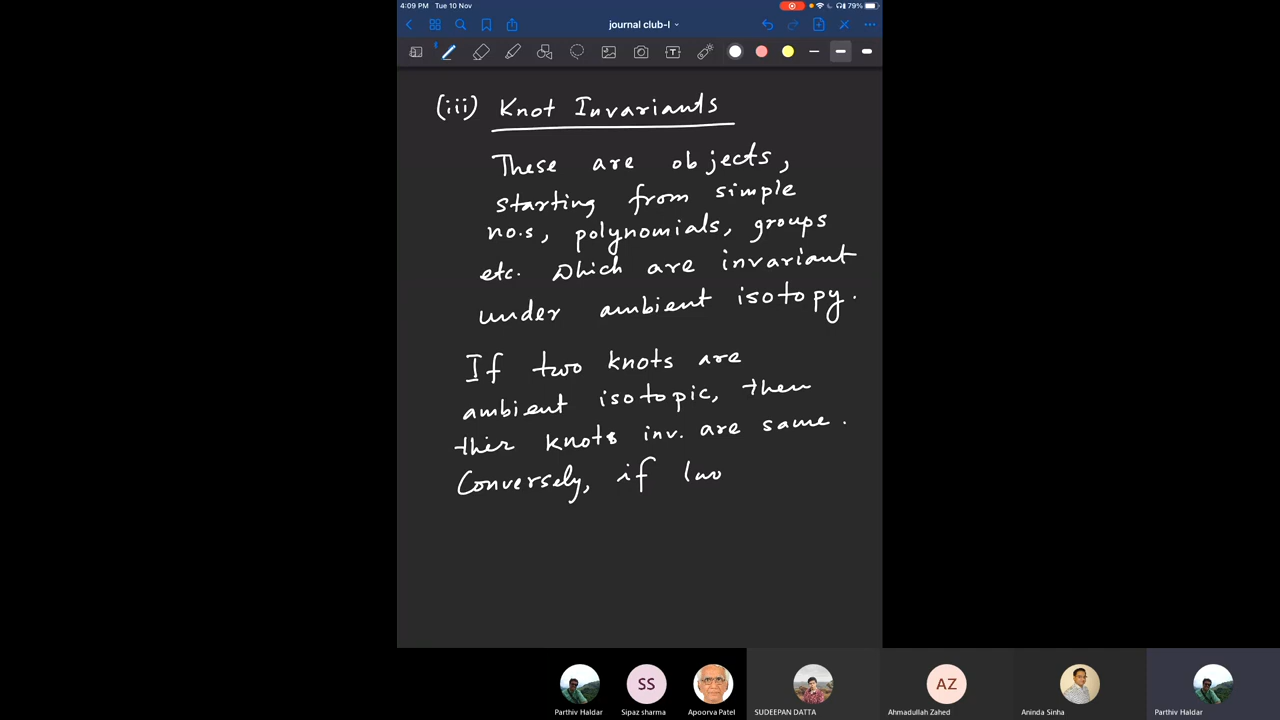 4:09 PM Tue 10 Nov
79%
journal club-I
(iii) Knot Invariants
These are objects,
starting from simple
no.s, polynomials, groups
etc. Which are invariant
under ambient isotopy.
If two knots are
ambient isotopic, then
thier knots inv. are same.
Conversely, if two
SS
AZ
Parthiv Haldar
Sipaz sharma
Apoorva Patel
SUDEEPAN DATTA
Ahmadullah Zahed
Aninda Sinha
Parthiv Haldar